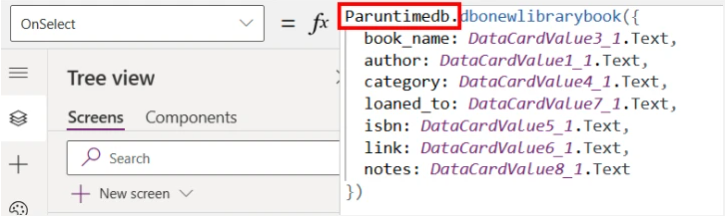 OnSelect
= fx
Paruntimedb.dbonewlibrarybook({
book_name: DataCardValue3_1.Text,
author: DataCardValue1_1.Text,
category: DataCardValue4_1.Text,
loaned_to: DataCardValue7_1.Text,
isbn: DataCardValue5_1.Text,
link: DataCardValue6_1.Text,
notes: DataCardValue8_1.Text
})
Tree view
Screens Components
Search
New screen